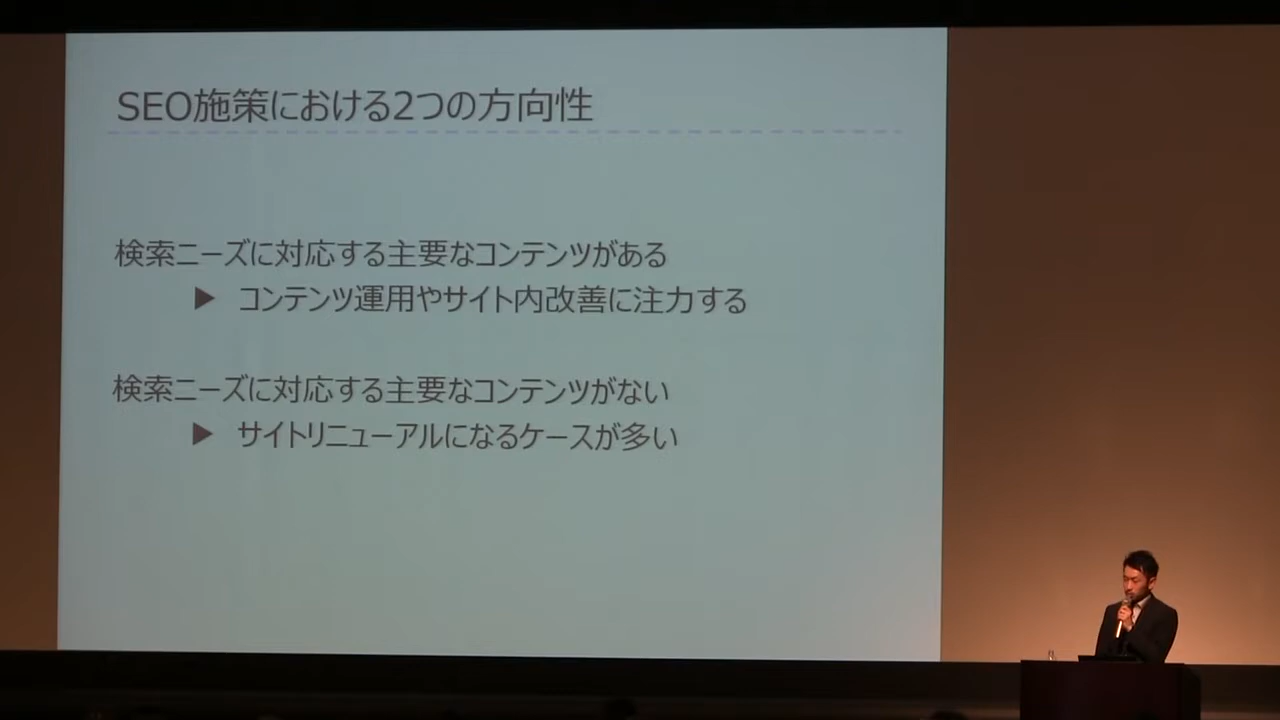 SEO施策における2つの方向性
検索ニーズに対応する主要なコンテンツがある
▶ コンテンツ運用やサイト内改善に注力する
検索ニーズに対応する主要なコンテンツがない
▶ サイトリニューアルになるケースが多い